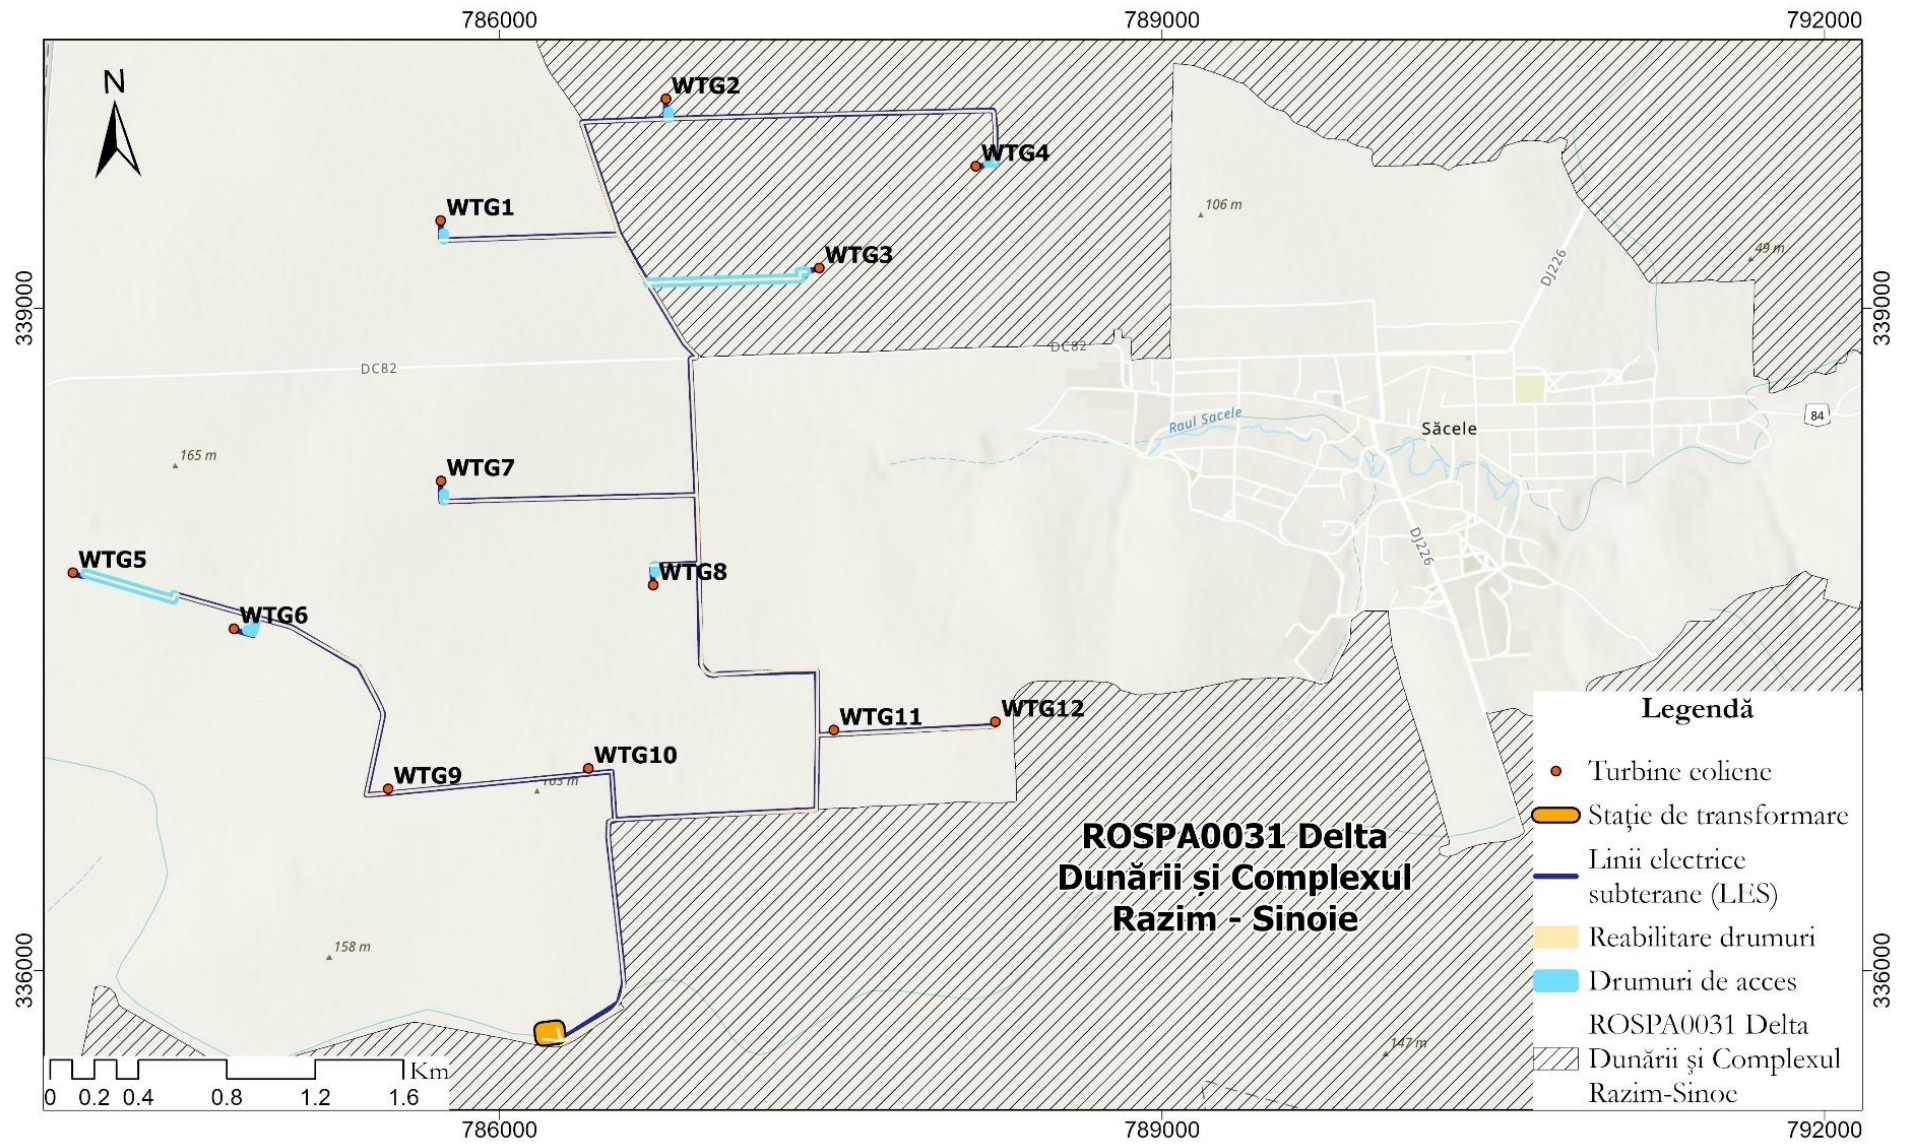 786000
789000
792000
N
WTG2
WTG4
WTG1
106 m
WTG3
49 m
DJ226
339000
339000
DC82
DC82
Raul Sacele
84
Săcele
165 m
WTG7
DJ226
WTG5
WTG8
WTG6
WTG11
WTG12
WTG10
WTG9
163 m
ROSPA0031 Delta
Dunării și Complexul
Razim - Sinoie
158 m
336000
336000
147 m
Legendă
Turbine eoliene
Stație de transformare
Linii electrice
subterane (LES)
Reabilitare drumuri
Drumuri de acces
ROSPA0031 Delta
Dunării și Complexul
Razim-Sinoe
Km
0 0.2 0.4 0.8 1.2 1.6
786000
789000
792000